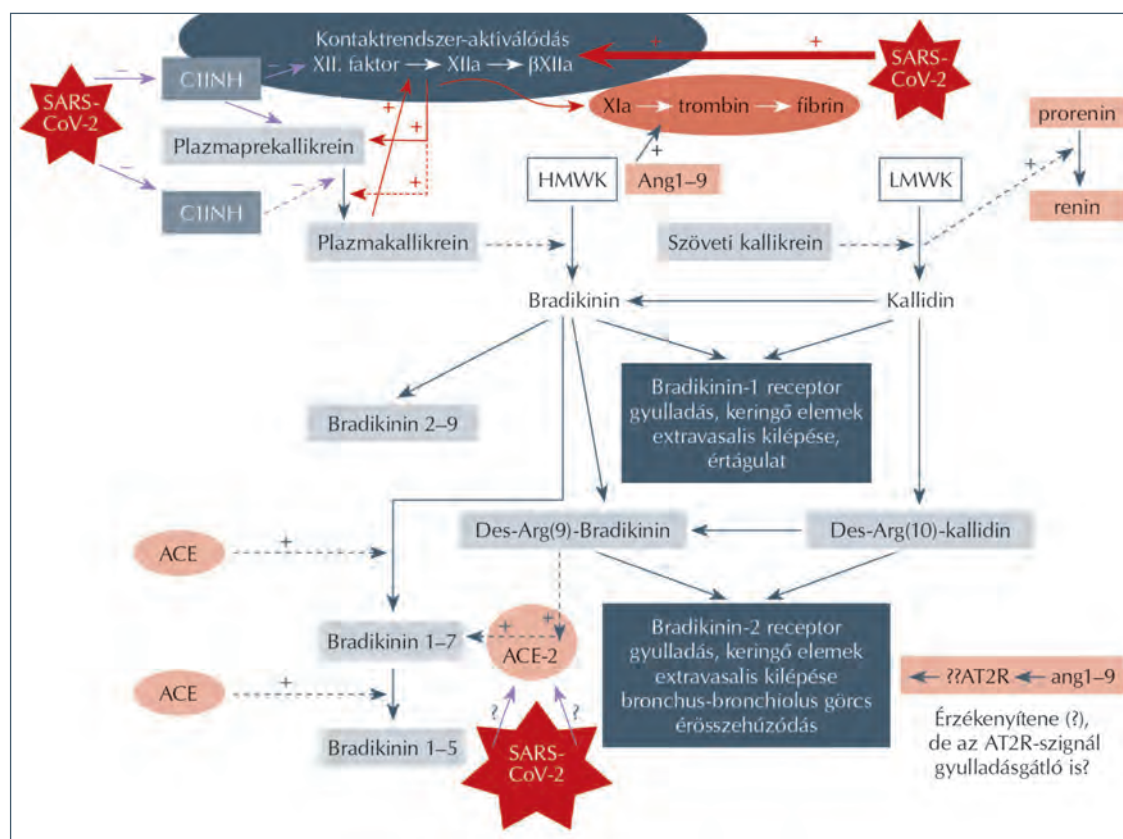 Kontaktrendszer-aktiválódás
XII. faktor → XIIa → βXIIa
+ +
SARS-
CoV-2
SARS-
CoV-2
–
C1INH
–
XIa → trombin → fibrin
prorenin
+
+
Plazmaprekallikrein
+
+
–
–
+
HMWK
Ang1–9
LMWK
C1INH
renin
Plazmakallikrein
Szöveti kallikrein
Bradikinin
Kallidin
Bradikinin-1 receptor
gyulladás, keringő elemek
extravasalis kilépése,
értágulat
Bradikinin 2–9
Des-Arg(9)-Bradikinin
Des-Arg(10)-kallidin
ACE
+
Bradikinin 1–7
+ +
ACE-2
Bradikinin-2 receptor
gyulladás, keringő elemek
extravasalis kilépése
bronchus-bronchiolus görcs
érösszehúzódás
??AT2R
ang1–9
ACE
+
? ?
Érzékenyítene (?),
de az AT2R-szignál
gyulladásgátló is?
Bradikinin 1–5
SARS-
CoV-2